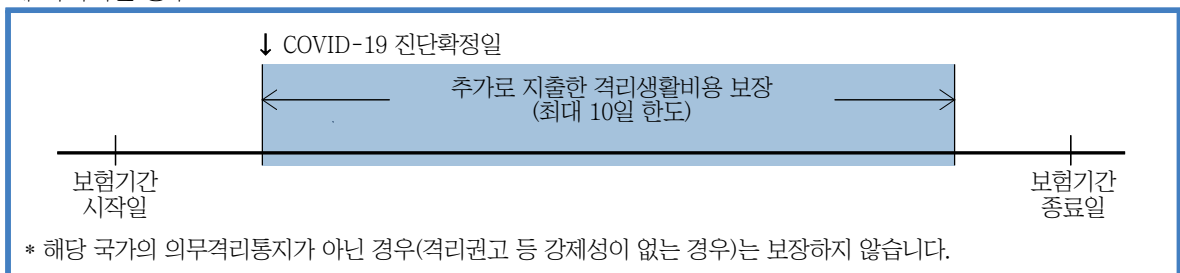 ↓ COVID-19 진단확정일
추가로 지출한 격리생활비용 보장
(최대 10일 한도)
보험기간
시작일
보험기간
종료일
* 해당 국가의 의무격리통지가 아닌 경우(격리권고 등 강제성이 없는 경우)는 보장하지 않습니다.